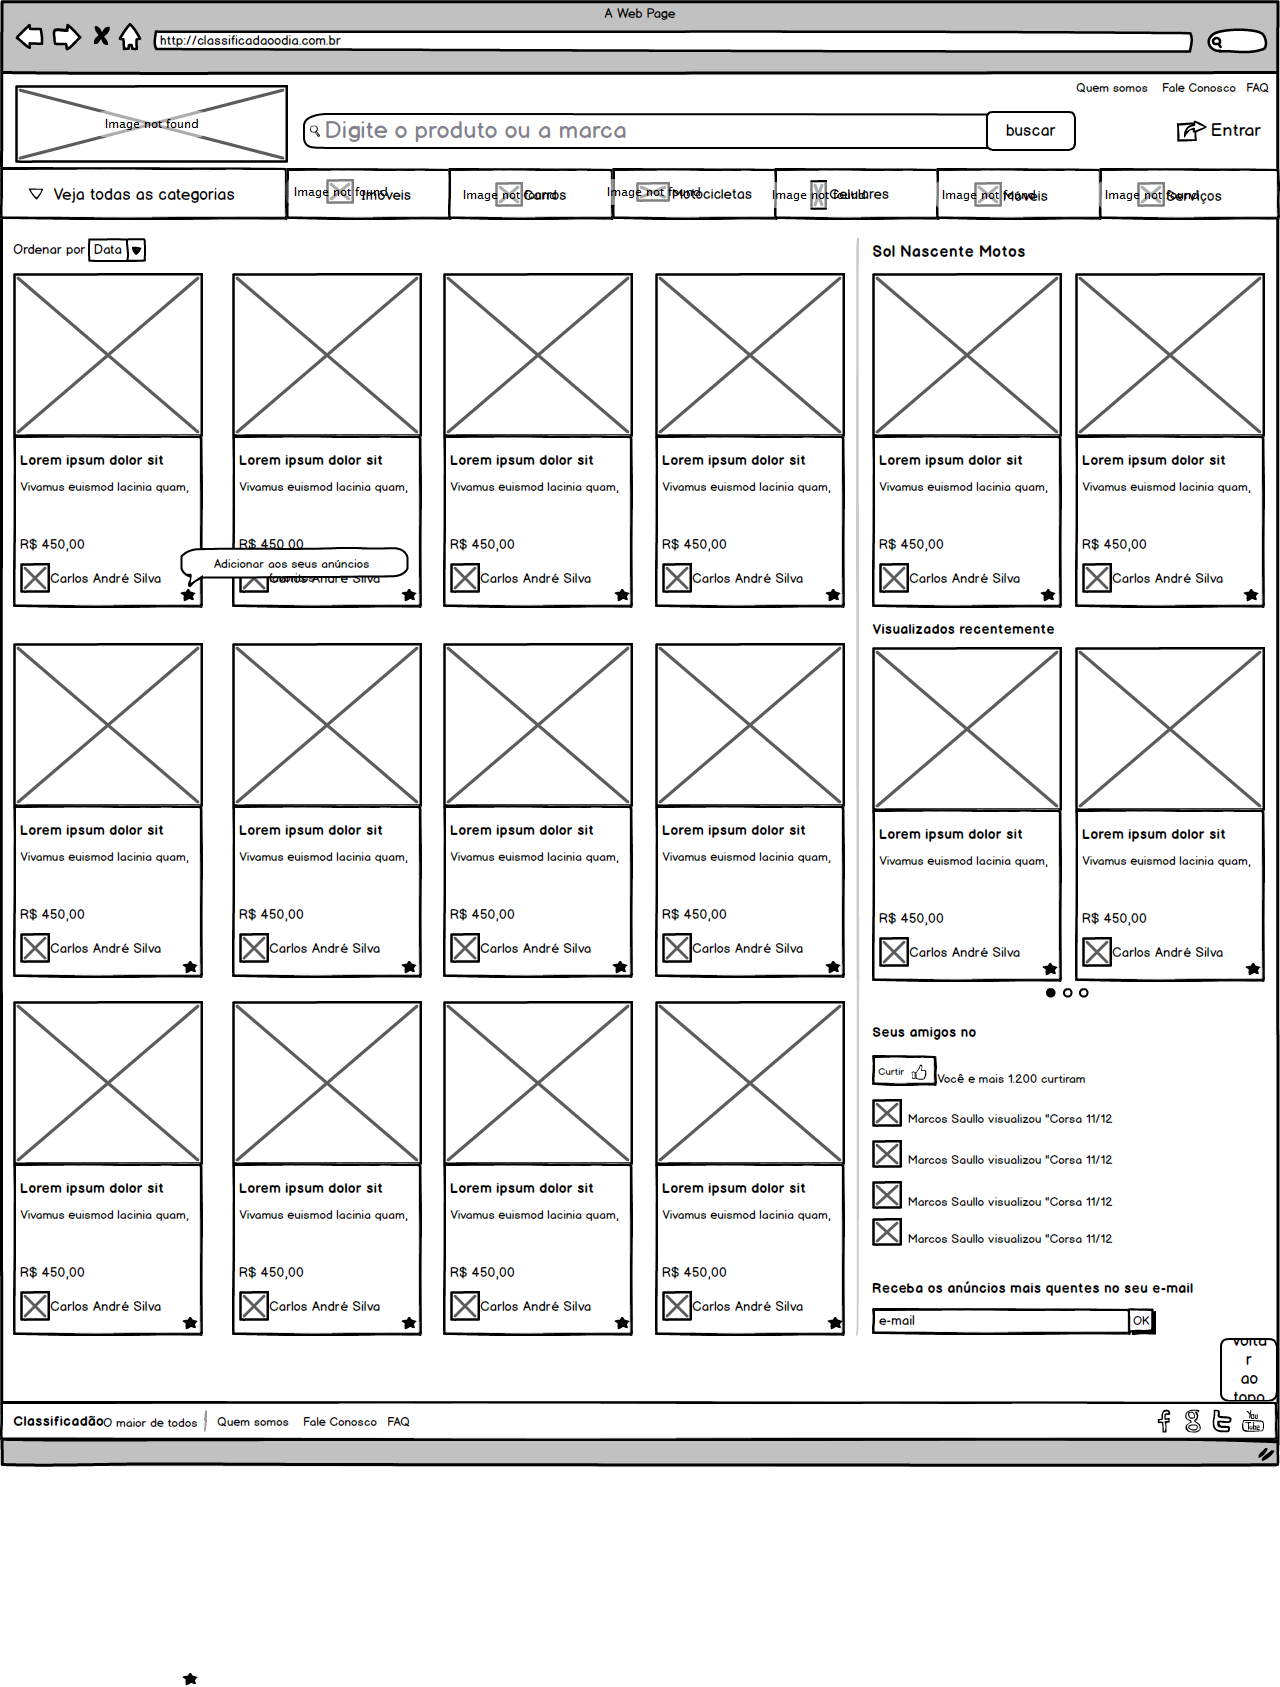 A Web Page
http://classificadaoodia.com.br
Quem somos Fale Conosco FAQ
Image not found
Digite o produto ou a marca
buscar
Entrar
Veja todas as categorias
Image not found Imóveis
Image not found Carros
Image not found Motocicletas
Image not found Celulares
Image not found Móveis
Image not found Serviços
Ordenar por Data
Sol Nascente Motos
Lorem ipsum dolor sit Lorem ipsum dolor sit Lorem ipsum dolor sit Lorem ipsum dolor sit Lorem ipsum dolor sit Lorem ipsum dolor sit
Vivamus euismod lacinia quam, Vivamus euismod lacinia quam, Vivamus euismod lacinia quam, Vivamus euismod lacinia quam, Vivamus euismod lacinia quam, Vivamus euismod lacinia quam,
R$ 450,00 R$ 450,00 R$ 450,00 R$ 450,00 R$ 450,00 R$ 450,00
Adicionar aos seus anúncios
Carlos André Silva Carlos André Silva Carlos André Silva Carlos André Silva Carlos André Silva Carlos André Silva
Visualizados recentemente
Lorem ipsum dolor sit Lorem ipsum dolor sit Lorem ipsum dolor sit Lorem ipsum dolor sit Lorem ipsum dolor sit Lorem ipsum dolor sit
Vivamus euismod lacinia quam, Vivamus euismod lacinia quam, Vivamus euismod lacinia quam, Vivamus euismod lacinia quam, Vivamus euismod lacinia quam, Vivamus euismod lacinia quam,
R$ 450,00 R$ 450,00 R$ 450,00 R$ 450,00 R$ 450,00 R$ 450,00
Carlos André Silva Carlos André Silva Carlos André Silva Carlos André Silva Carlos André Silva Carlos André Silva
Seus amigos no
Curtir Você e mais 1.200 curtiram
Marcos Saullo visualizou "Corsa 11/12
Marcos Saullo visualizou "Corsa 11/12
Marcos Saullo visualizou "Corsa 11/12
Marcos Saullo visualizou "Corsa 11/12
Lorem ipsum dolor sit Lorem ipsum dolor sit Lorem ipsum dolor sit Lorem ipsum dolor sit
Vivamus euismod lacinia quam, Vivamus euismod lacinia quam, Vivamus euismod lacinia quam, Vivamus euismod lacinia quam,
R$ 450,00 R$ 450,00 R$ 450,00 R$ 450,00
Carlos André Silva Carlos André Silva Carlos André Silva Carlos André Silva
Receba os anúncios mais quentes no seu e-mail
e-mail OK
Volta
r
ao
topo
Classificadão O maior de todos Quem somos Fale Conosco FAQ
You
Tube